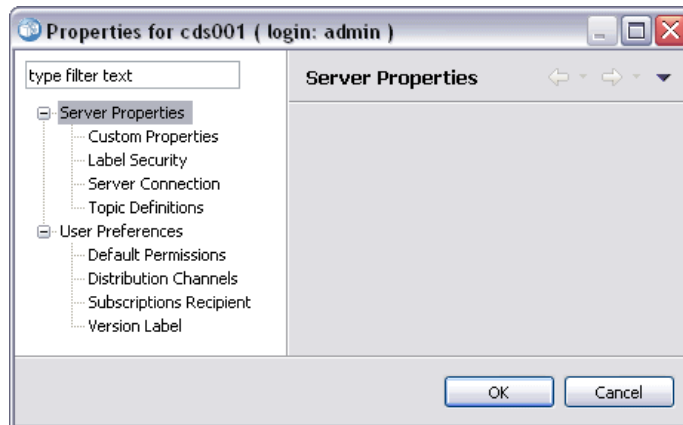 Properties for cds001 ( login: admin )
type filter text
Server Properties
Server Properties
Custom Properties
Label Security
Server Connection
Topic Definitions
User Preferences
Default Permissions
Distribution Channels
Subscriptions Recipient
Version Label
OK
Cancel